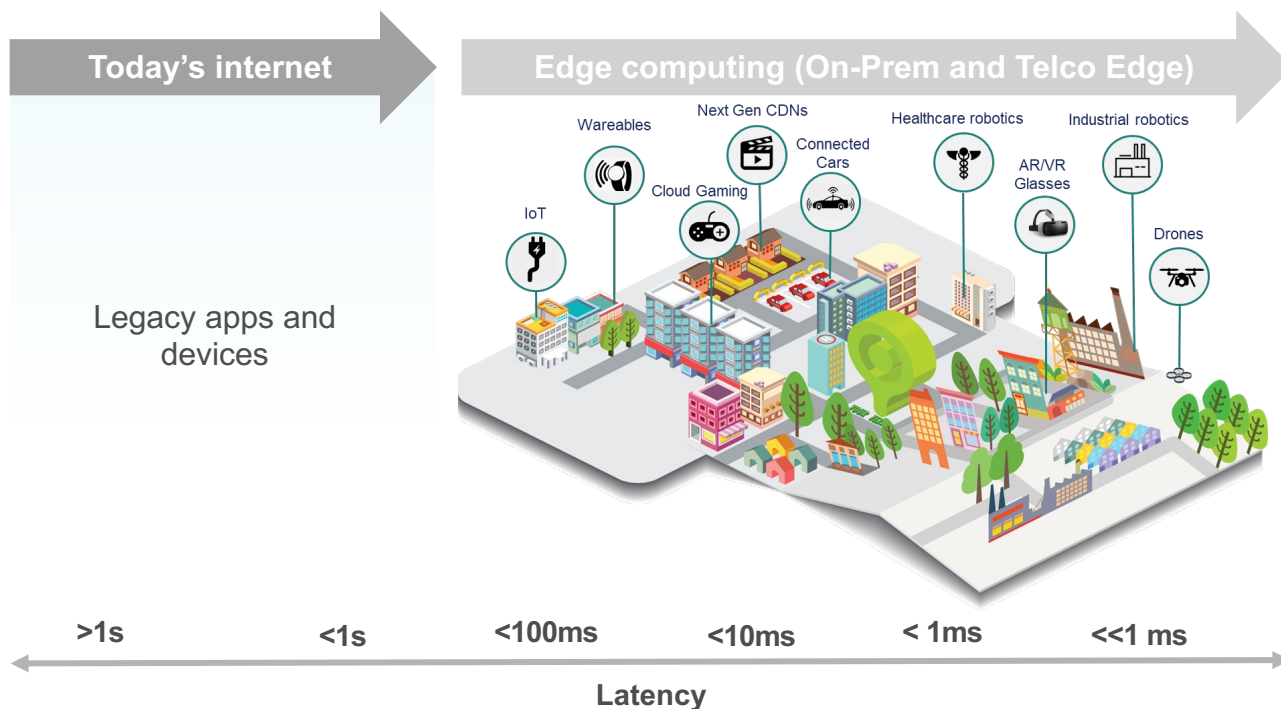 Today's internet
Edge computing (On-Prem and Telco Edge)
Legacy apps and
devices
IoT
Wareables
Cloud Gaming
Next Gen CDNs
Connected
Cars
Healthcare robotics
AR/VR
Glasses
Industrial robotics
Drones
>1s
<1s
<100ms
<10ms
< 1ms
<<1 ms
Latency